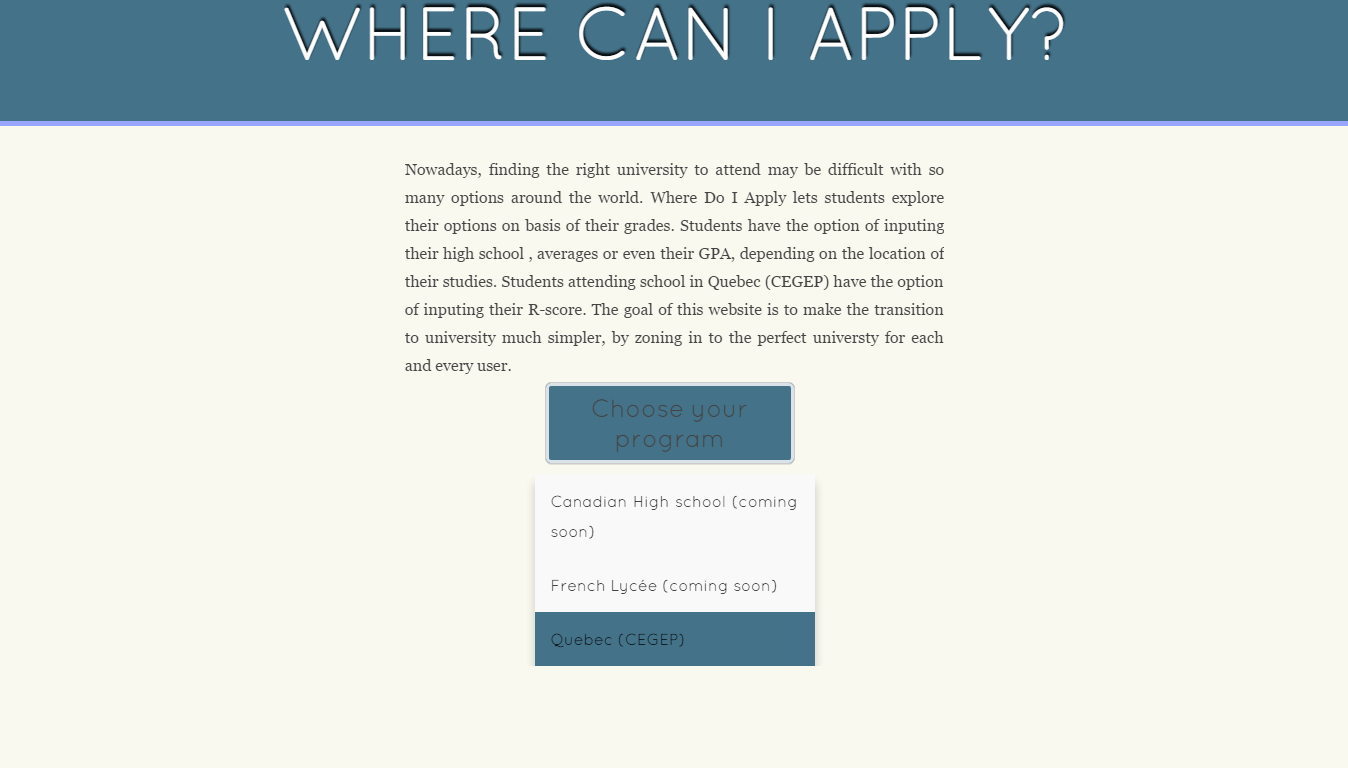 WHERE CAN I APPLY?
Nowadays, finding the right university to attend may be difficult with so
many options around the world. Where Do I Apply lets students explore
their options on basis of their grades. Students have the option of inputing
their high school , averages or even their GPA, depending on the location of
their studies. Students attending school in Quebec (CEGEP) have the option
of inputing their R-score. The goal of this website is to make the transition
to university much simpler, by zoning in to the perfect universty for each
and every user.
Choose your
program
Canadian High school (coming
soon)
French Lycée (coming soon)
Quebec (CEGEP)